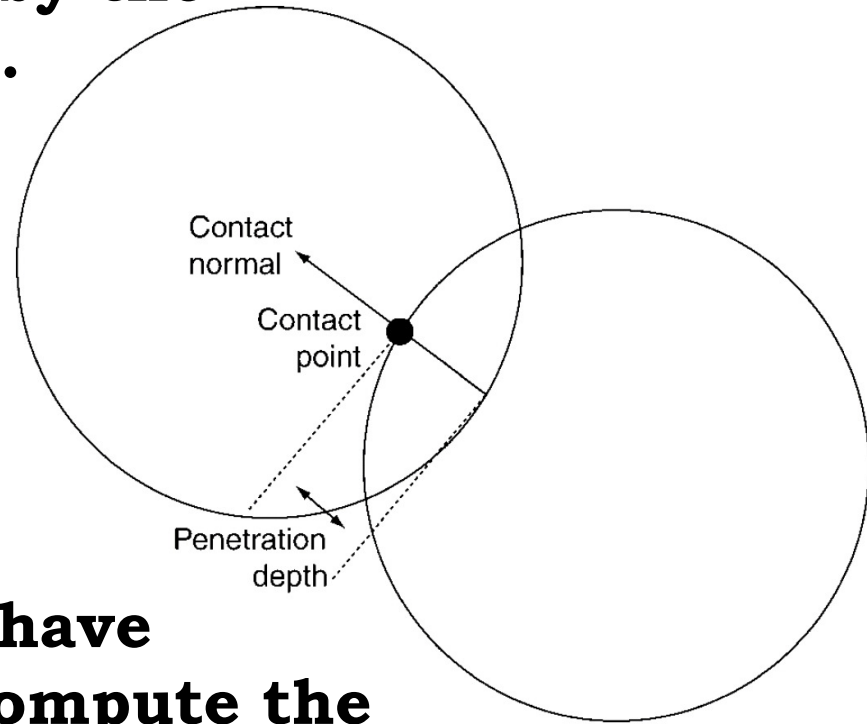 by the
.
Contact
normal
Contact
point
Penetration
depth
have
ompute the